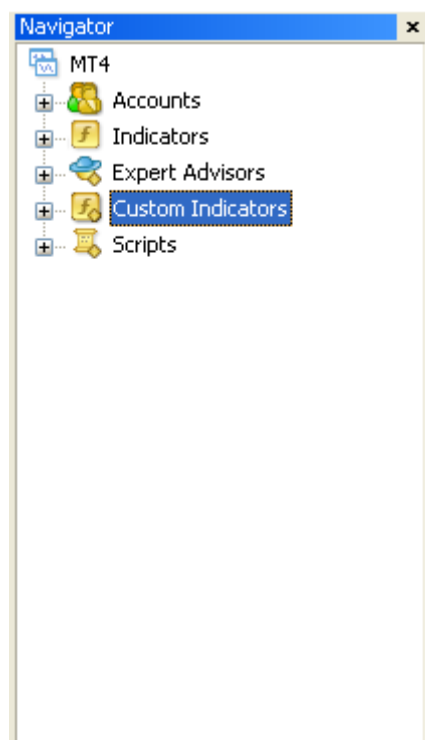 Navigator
MT4
Accounts
Indicators
Expert Advisors
Custom Indicators
Scripts